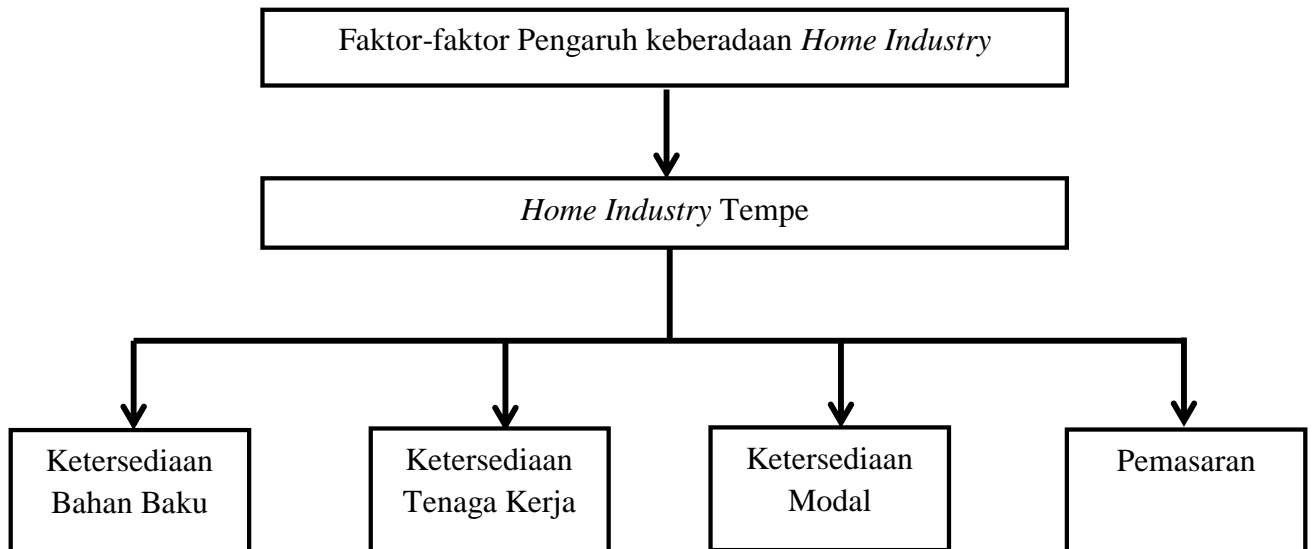 Faktor-faktor Pengaruh keberadaan Home Industry
Home Industry Tempe
Ketersediaan
Bahan Baku
Ketersediaan
Tenaga Kerja
Ketersediaan
Modal
Pemasaran